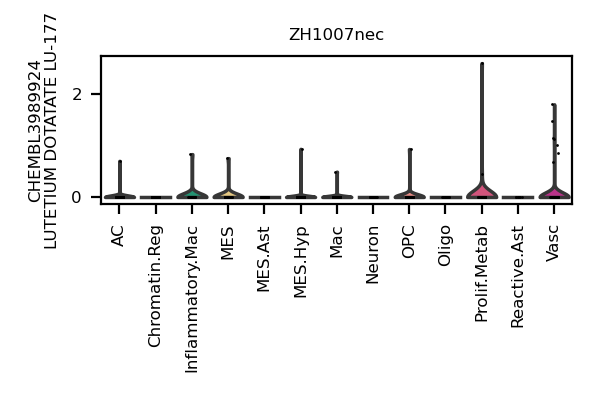 ZH1007nec
CHEMBL3989924
LUTETIUM DOTATATE LU-177
2
0
AC
Chromatin.Reg
Inflammatory.Mac
MES
MES.Ast
MES.Hyp
Mac
Neuron
OPC
Oligo
Prolif.Metab
Reactive.Ast
Vasc